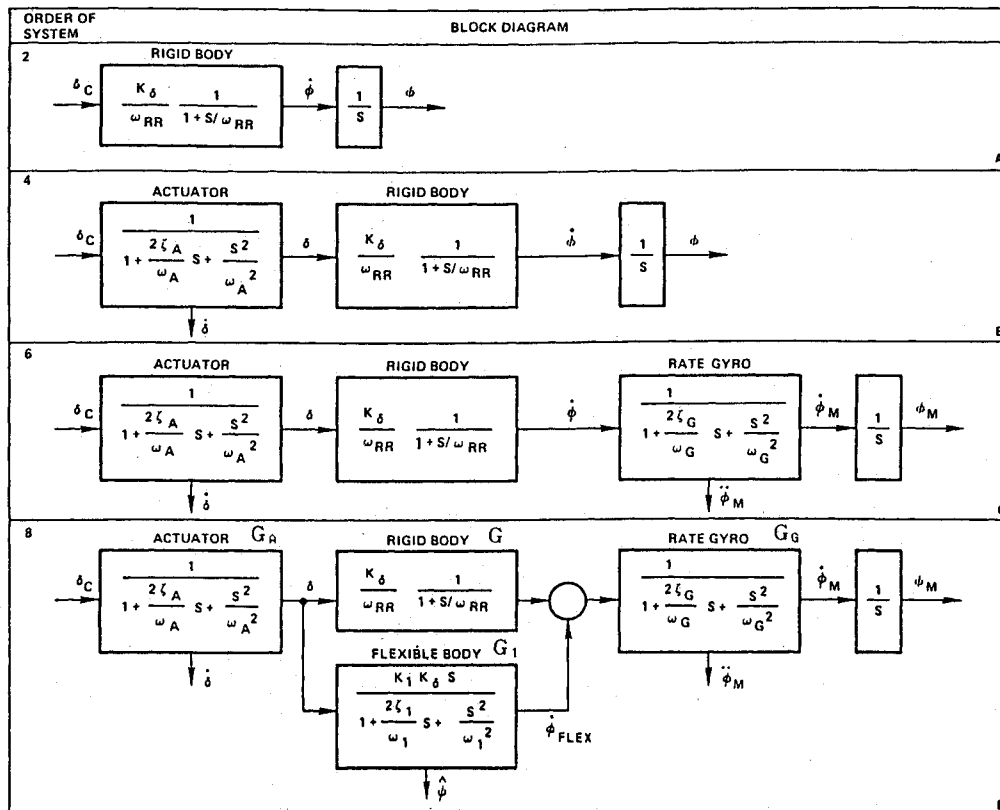 ORDER OF SYSTEM
BLOCK DIAGRAM
2
RIGID BODY
δC
Kδ/ωRR 1/(1 + S/ωRR)
φ̇
1/S
φ
A
4
ACTUATOR
RIGID BODY
δC
1/(1 + (2ζA/ωA) S + S²/ωA²)
δ
Kδ/ωRR 1/(1 + S/ωRR)
φ̇
1/S
φ
δ̇
B
6
ACTUATOR
RIGID BODY
RATE GYRO
δC
1/(1 + (2ζA/ωA) S + S²/ωA²)
δ
Kδ/ωRR 1/(1 + S/ωRR)
φ̇
1/(1 + (2ζG/ωG) S + S²/ωG²)
φ̇M
1/S
φM
δ̇
φ̈M
8
ACTUATOR GA
RIGID BODY G
RATE GYRO GG
δC
1/(1 + (2ζA/ωA) S + S²/ωA²)
δ
Kδ/ωRR 1/(1 + S/ωRR)
1/(1 + (2ζG/ωG) S + S²/ωG²)
φ̇M
1/S
φM
δ̇
FLEXIBLE BODY G1
K1 Kδ S/(1 + (2ζ1/ω1) S + S²/ω1²)
φ̇FLEX
φ̈M
ψ̂